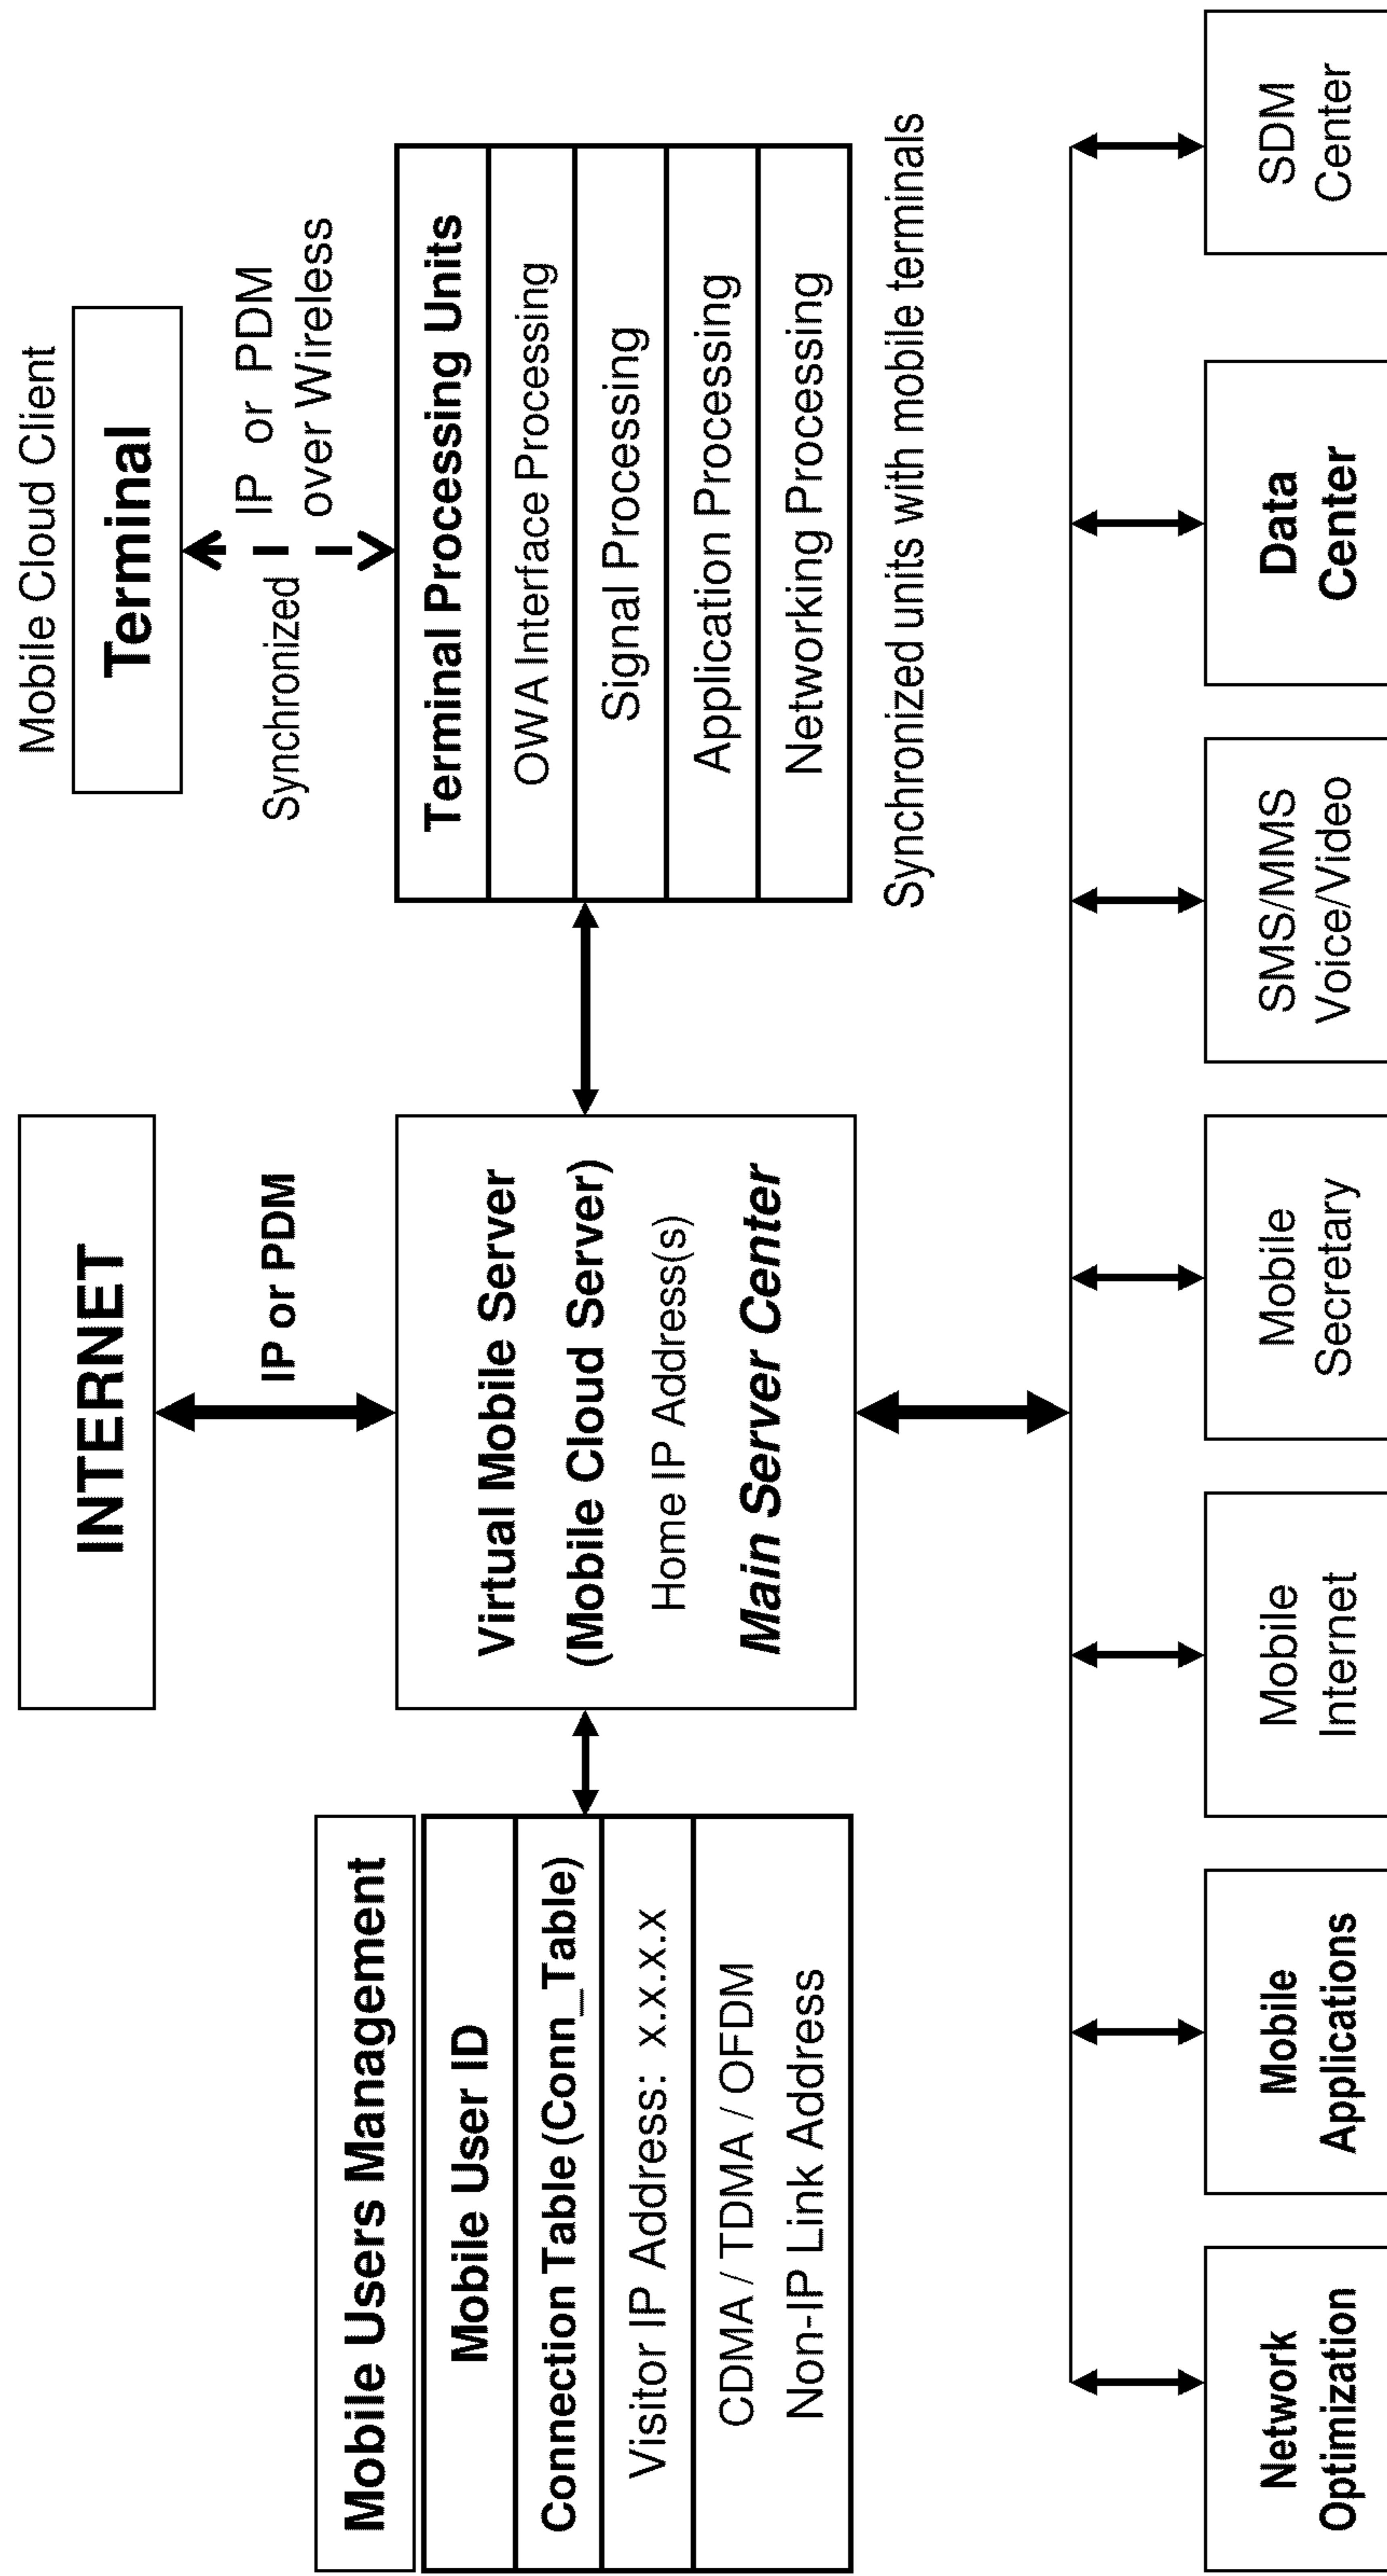 INTERNET
Mobile Cloud Client
Terminal
IP or PDM
Synchronized
IP or PDM
over Wireless
Mobile Users Management
Mobile User ID
Connection Table (Conn_Table)
Visitor IP Address: x.x.x.x
CDMA / TDMA / OFDM
Non-IP Link Address
Virtual Mobile Server
(Mobile Cloud Server)
Home IP Address(s)
Main Server Center
Terminal Processing Units
OWA Interface Processing
Signal Processing
Application Processing
Networking Processing
Synchronized units with mobile terminals
Network
Optimization
Mobile
Applications
Mobile
Internet
Mobile
Secretary
SMS/MMS
Voice/Video
Data
Center
SDM
Center